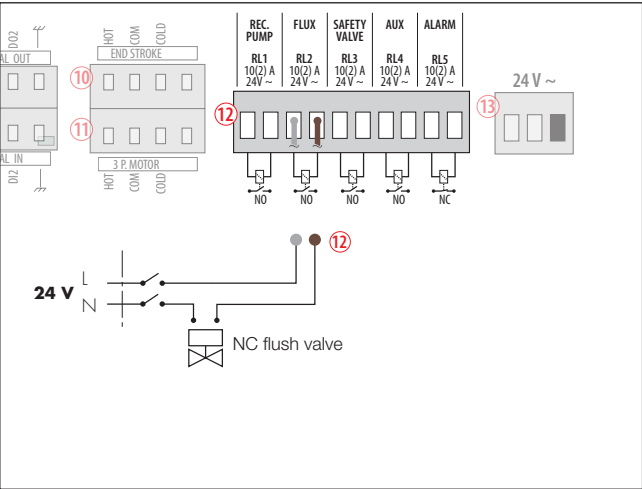 DO2
AL OUT
HOT
COM
COLD
END STROKE
10
11
AL IN
DI2
3 P. MOTOR
HOT
COM
COLD
REC.
PUMP
RL1
10(2) A
24V ~
FLUX
RL2
10(2) A
24V ~
SAFETY
VALVE
RL3
10(2) A
24V ~
AUX
RL4
10(2) A
24V ~
ALARM
RL5
10(2) A
24V ~
12
NO
NO
NO
NO
NC
13
24 V ~
12
24 V
L
N
NC flush valve